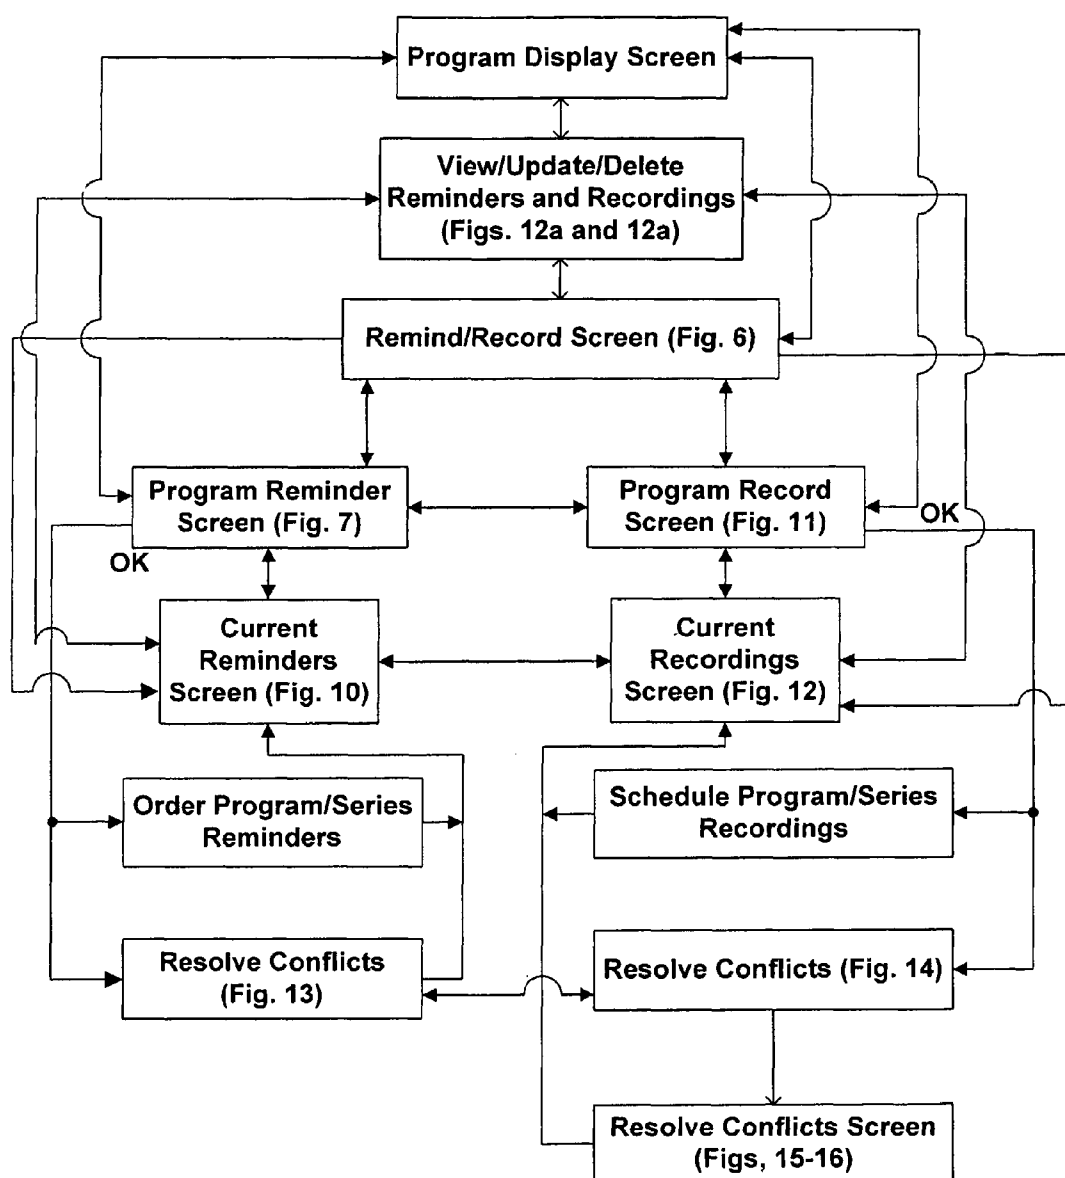 Program Display Screen
View/Update/Delete
Reminders and Recordings
(Figs. 12a and 12a)
Remind/Record Screen (Fig. 6)
Program Reminder
Screen (Fig. 7)
Program Record
Screen (Fig. 11)
OK
OK
Current
Reminders
Screen (Fig. 10)
Current
Recordings
Screen (Fig. 12)
Order Program/Series
Reminders
Schedule Program/Series
Recordings
Resolve Conflicts
(Fig. 13)
Resolve Conflicts (Fig. 14)
Resolve Conflicts Screen
(Figs, 15-16)